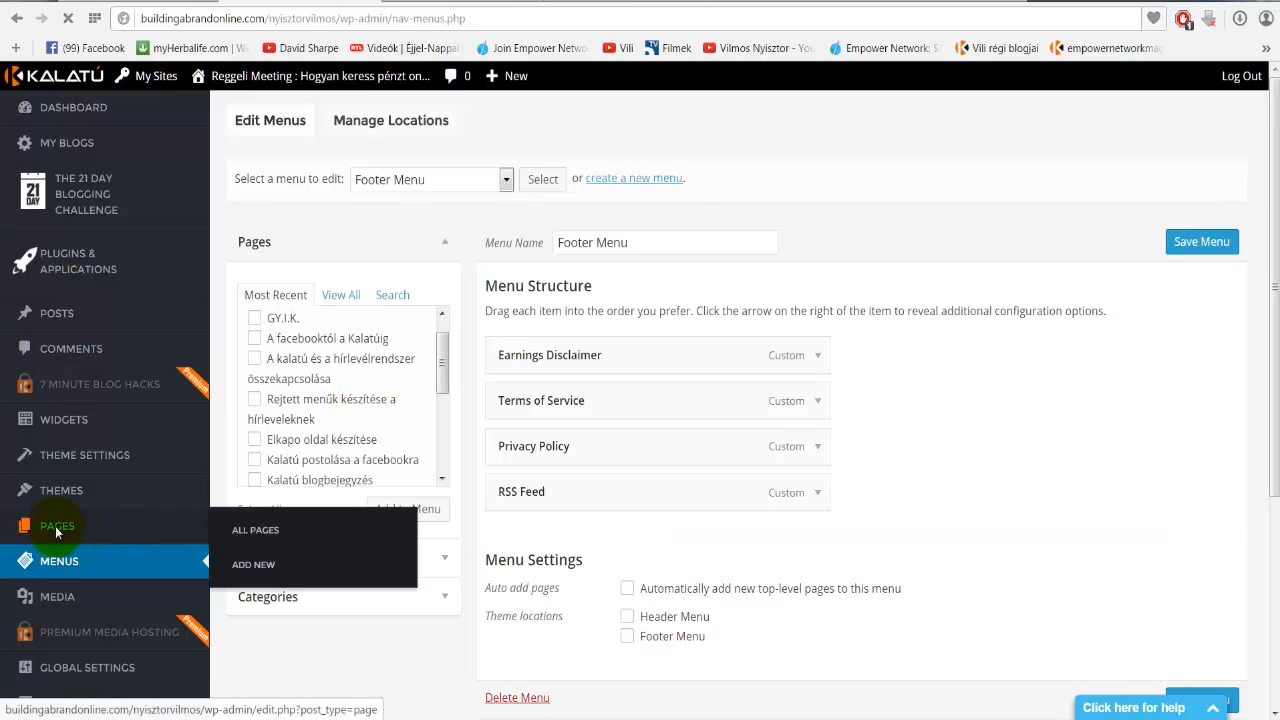 buildingabrandonline.com/nyisztorvilmos/wp-admin/nav-menus.php
(99) Facebook
myHerbalife.com | We
David Sharpe
Videók | Éjjel-Nappali
Join Empower Netwo
Vili
Filmek
Vilmos Nyisztor - You
Empower Network: S
Vili régi blogjai
empowernetworkmag
KALATÚ
My Sites
Reggeli Meeting : Hogyan keress pénzt on...
0
New
Log Out
DASHBOARD
MY BLOGS
21
DAY
THE 21 DAY
BLOGGING
CHALLENGE
PLUGINS &
APPLICATIONS
POSTS
COMMENTS
7 MINUTE BLOG HACKS
Premium
WIDGETS
THEME SETTINGS
THEMES
PAGES
ALL PAGES
ADD NEW
MENUS
MEDIA
PREMIUM MEDIA HOSTING
Premium
GLOBAL SETTINGS
Edit Menus
Manage Locations
Select a menu to edit:
Footer Menu
Select
or create a new menu.
Pages
Most Recent
View All
Search
GY.I.K.
A facebooktól a Kalatúig
A kalatú és a hírlevélrendszer
összekapcsolása
Rejtett menűk készítése a
hírleveleknek
Elkapo oldal készítése
Kalatú postolása a facebookra
Kalatú blogbejegyzés
Categories
Menu Name
Footer Menu
Save Menu
Menu Structure
Drag each item into the order you prefer. Click the arrow on the right of the item to reveal additional configuration options.
Earnings Disclaimer
Custom
Terms of Service
Custom
Privacy Policy
Custom
RSS Feed
Custom
Menu Settings
Auto add pages
Automatically add new top-level pages to this menu
Theme locations
Header Menu
Footer Menu
Delete Menu
Click here for help
buildingabrandonline.com/nyisztorvilmos/wp-admin/edit.php?post_type=page